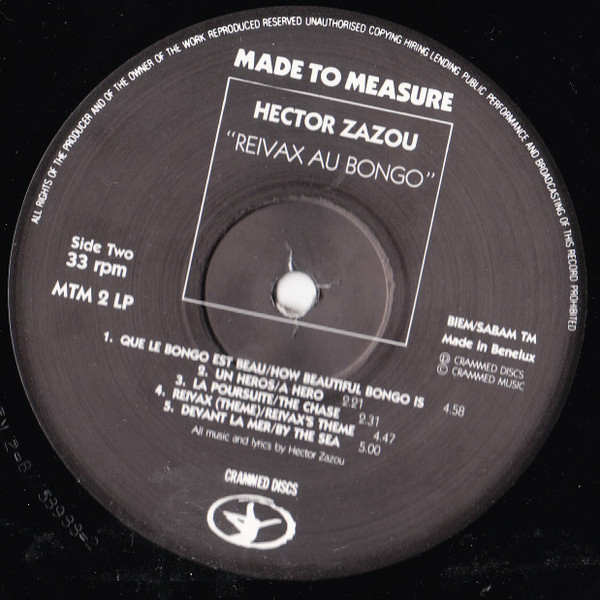 ALL RIGHTS OF THE PRODUCER AND OF THE OWNER OF THE WORK REPRODUCED RESERVED UNAUTHORISED COPYING HIRING LENDING PUBLIC PERFORMANCE AND BROADCASTING OF THIS RECORD PROHIBITED
MADE TO MEASURE
HECTOR ZAZOU
"REIVAX AU BONGO"
Side Two
33 rpm
MTM 2 LP
BIEM/SABAM TM
Made in Benelux
℗ CRAMMED DISCS
© CRAMMED MUSIC
1. QUE LE BONGO EST BEAU/HOW BEAUTIFUL BONGO IS 4.58
2. UN HEROS/A HERO 2:21
3. LA POURSUITE/THE CHASE 2.31
4. REIVAX (THEME)/REIVAX'S THEME 4.47
5. DEVANT LA MER/BY THE SEA 5.00
All music and lyrics by Hector Zazou
CRAMMED DISCS